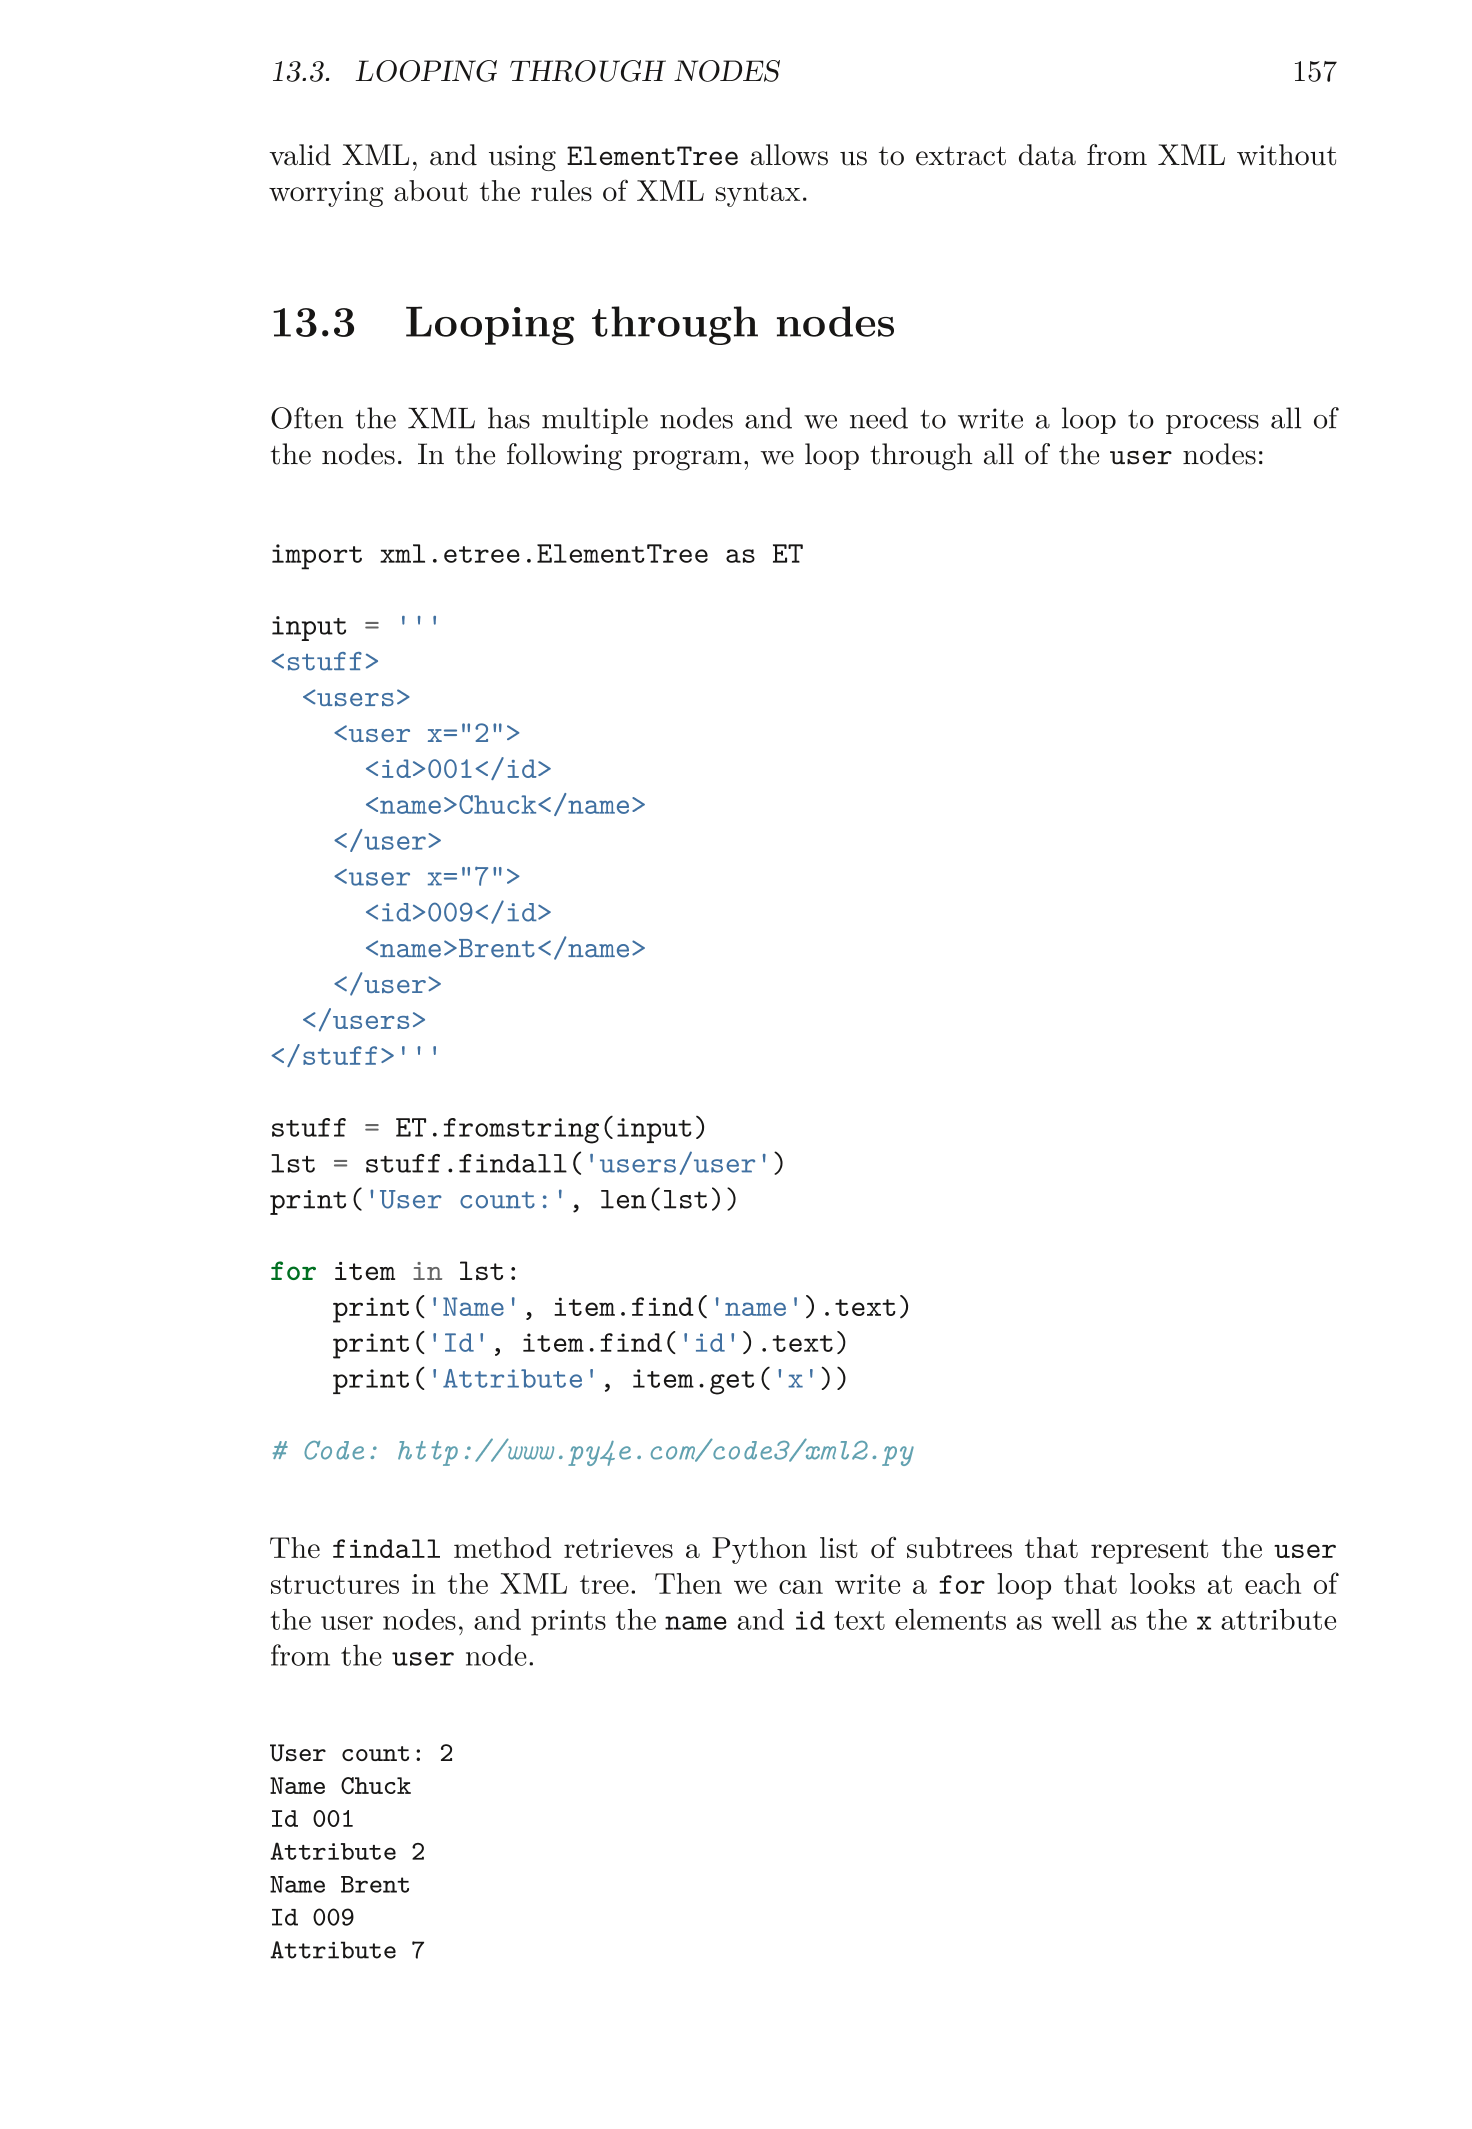 13.3. LOOPING THROUGH NODES 157
valid XML, and using ElementTree allows us to extract data from XML without
worrying about the rules of XML syntax.
13.3 Looping through nodes
Often the XML has multiple nodes and we need to write a loop to process all of
the nodes. In the following program, we loop through all of the user nodes:
import xml.etree.ElementTree as ET
input = '''
<stuff>
  <users>
    <user x="2">
      <id>001</id>
      <name>Chuck</name>
    </user>
    <user x="7">
      <id>009</id>
      <name>Brent</name>
    </user>
  </users>
</stuff>'''
stuff = ET.fromstring(input)
lst = stuff.findall('users/user')
print('User count:', len(lst))
for item in lst:
    print('Name', item.find('name').text)
    print('Id', item.find('id').text)
    print('Attribute', item.get('x'))
# Code: http://www.py4e.com/code3/xml2.py
The findall method retrieves a Python list of subtrees that represent the user
structures in the XML tree. Then we can write a for loop that looks at each of
the user nodes, and prints the name and id text elements as well as the x attribute
from the user node.
User count: 2
Name Chuck
Id 001
Attribute 2
Name Brent
Id 009
Attribute 7